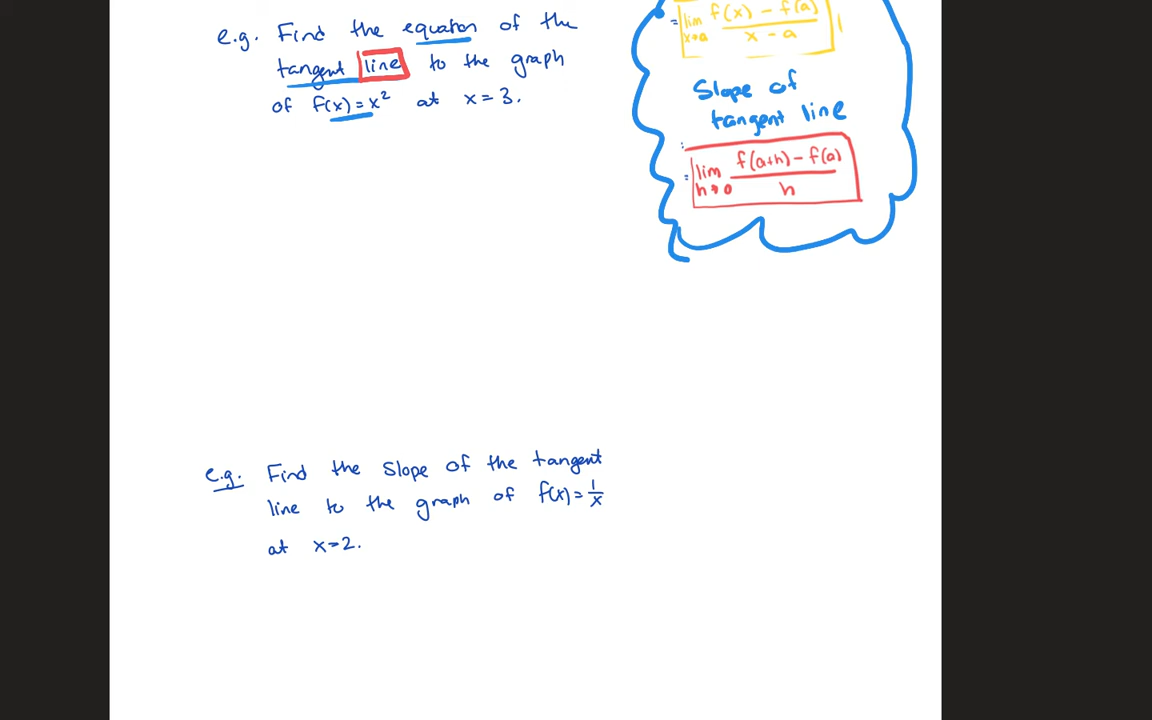 e.g. Find the equation of the
tangent line to the graph
of f(x) = x² at x = 3.
= lim x→a f(x) - f(a) / x - a
Slope of
tangent line
= lim h→0 f(a+h) - f(a) / h
e.g. Find the slope of the tangent
line to the graph of f(x) = 1/x
at x=2.